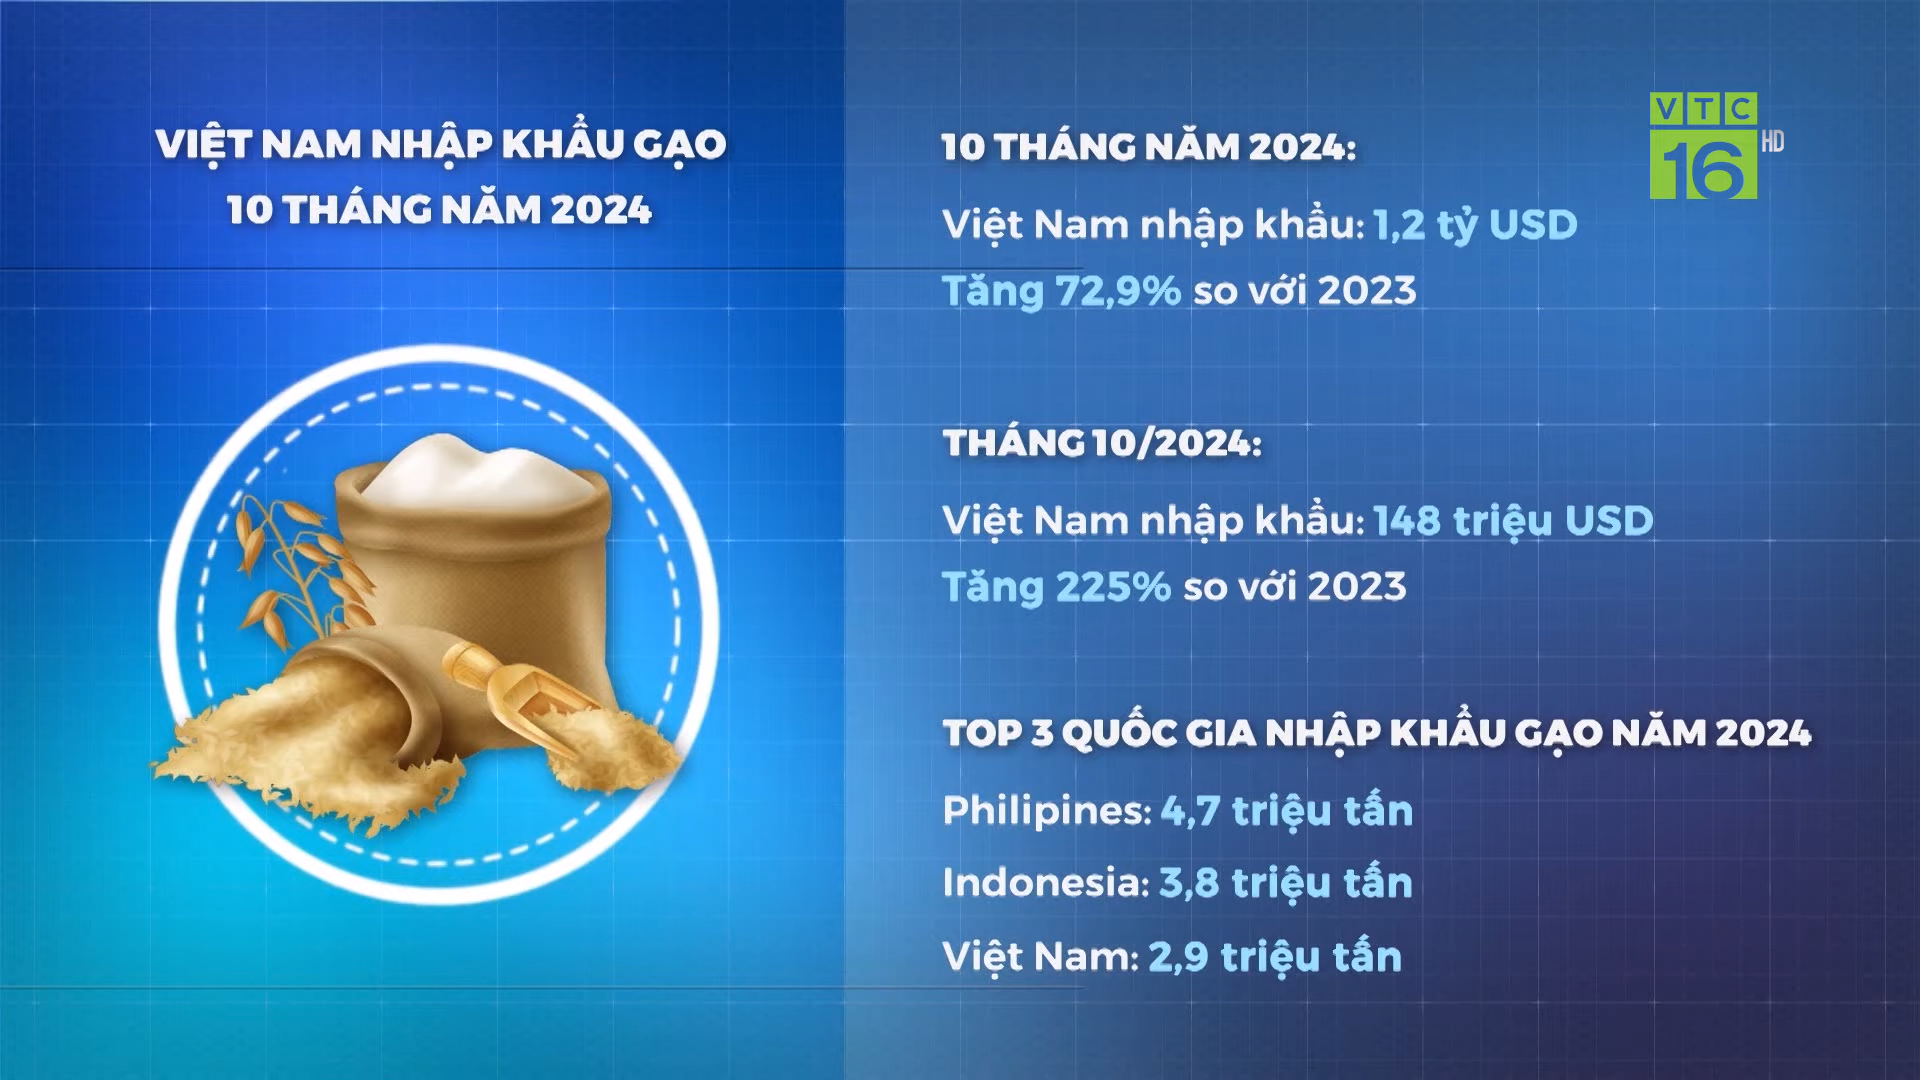 VIỆT NAM NHẬP KHẨU GẠO
10 THÁNG NĂM 2024
10 THÁNG NĂM 2024:
Việt Nam nhập khẩu: 1,2 tỷ USD
Tăng 72,9% so với 2023
THÁNG 10/2024:
Việt Nam nhập khẩu: 148 triệu USD
Tăng 225% so với 2023
TOP 3 QUỐC GIA NHẬP KHẨU GẠO NĂM 2024
Philipines: 4,7 triệu tấn
Indonesia: 3,8 triệu tấn
Việt Nam: 2,9 triệu tấn
VTC
16 HD